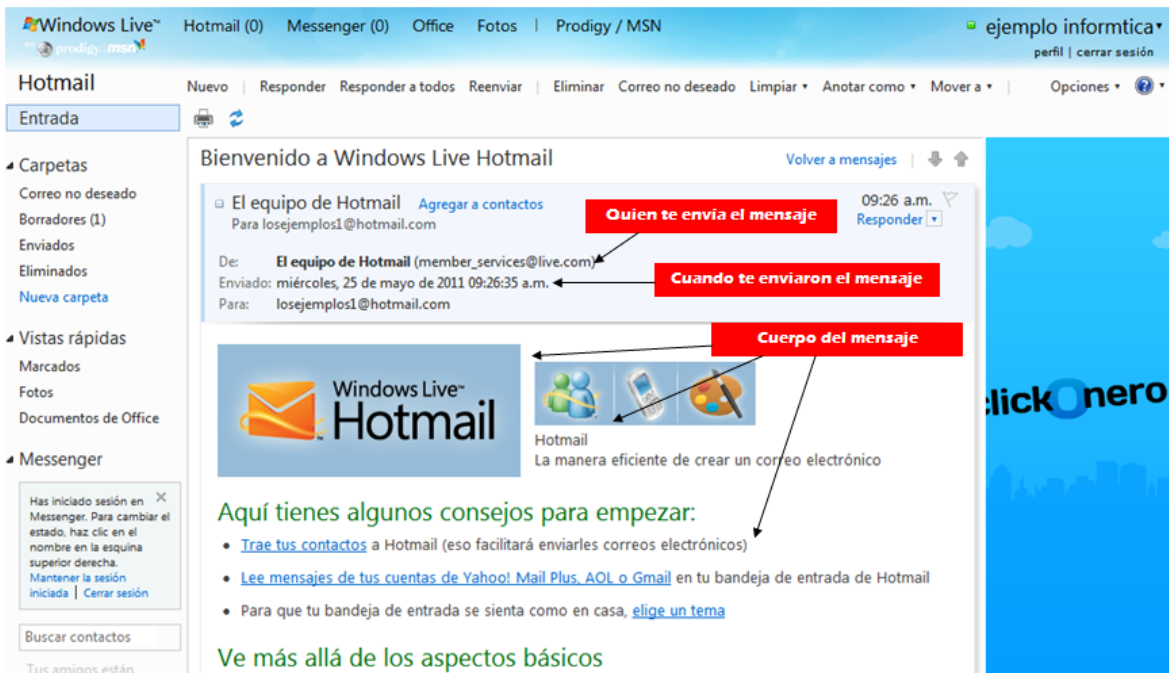 Windows Live™ Hotmail (0) Messenger (0) Office Fotos | Prodigy / MSN ejemplo informtica
en prodigy msn
perfil | cerrar sesión
Hotmail
Nuevo | Responder Responder a todos Reenviar | Eliminar Correo no deseado Limpiar Anotar como Mover a | Opciones
Entrada
Carpetas
Correo no deseado
Borradores (1)
Enviados
Eliminados
Nueva carpeta
Vistas rápidas
Marcados
Fotos
Documentos de Office
Messenger
Has iniciado sesión en
Messenger. Para cambiar el
estado, haz clic en el
nombre en la esquina
superior derecha.
Mantener la sesión
iniciada | Cerrar sesión
Buscar contactos
Tus amigos están
Bienvenido a Windows Live Hotmail
Volver a mensajes |
El equipo de Hotmail Agregar a contactos
09:26 a.m.
Para losejemplos1@hotmail.com
Responder
Quien te envía el mensaje
De: El equipo de Hotmail (member_services@live.com)
Enviado: miércoles, 25 de mayo de 2011 09:26:35 a.m.
Cuando te enviaron el mensaje
Para: losejemplos1@hotmail.com
Cuerpo del mensaje
Windows Live™
Hotmail
Hotmail
La manera eficiente de crear un correo electrónico
Aquí tienes algunos consejos para empezar:
• Trae tus contactos a Hotmail (eso facilitará enviarles correos electrónicos)
• Lee mensajes de tus cuentas de Yahoo! Mail Plus, AOL o Gmail en tu bandeja de entrada de Hotmail
• Para que tu bandeja de entrada se sienta como en casa, elige un tema
Ve más allá de los aspectos básicos
clickOnero